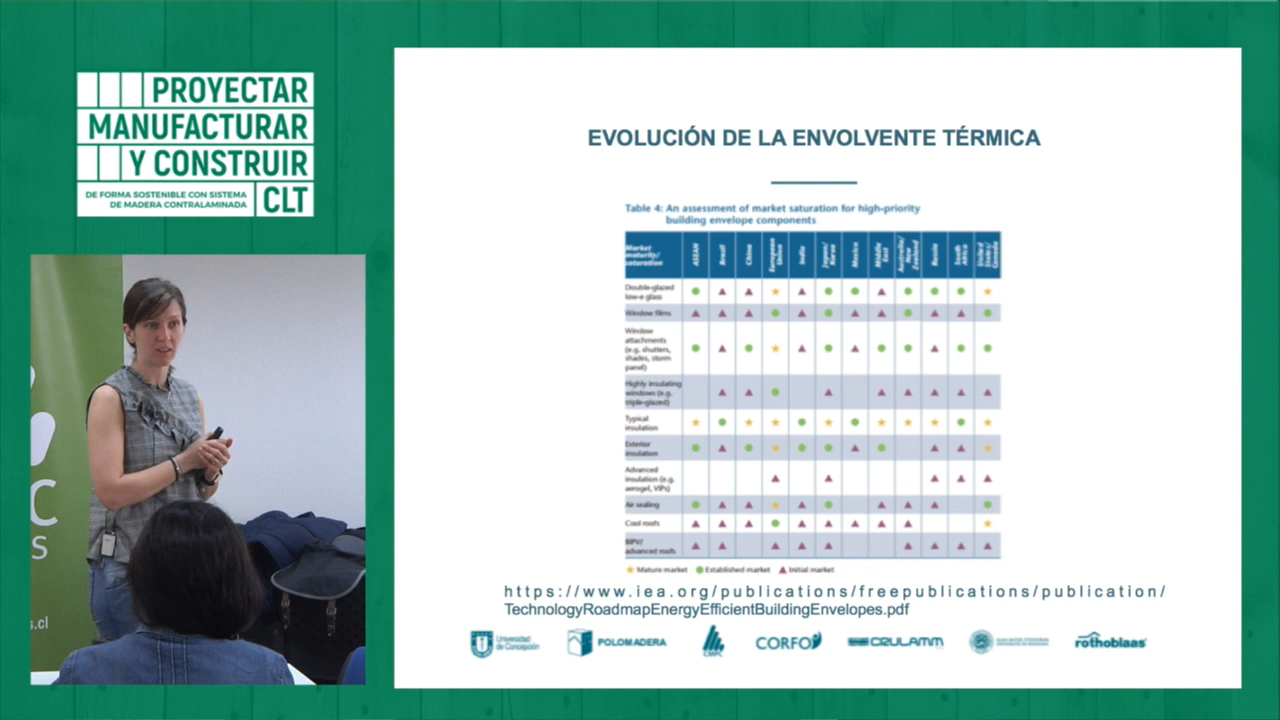 PROYECTAR
MANUFACTURAR
Y CONSTRUIR
DE FORMA SOSTENIBLE CON SISTEMA
DE MADERA CONTRALAMINADA
CLT
C
S
s.cl
EVOLUCIÓN DE LA ENVOLVENTE TÉRMICA
Table 4: An assessment of market saturation for high-priority
building envelope components
Market
maturity/
saturation
ASEAN
Brazil
China
European
Union
India
Japan/
Korea
Mexico
Middle
East
Australia/
New
Zealand
Russia
South
Africa
United
States/
Canada
Double-glazed
low-e glass
Window films
Window
attachments
(e.g. shutters,
shades, storm
panel)
Highly insulating
windows (e.g.
triple-glazed)
Typical
insulation
Exterior
insulation
Advanced
insulation (e.g.
aerogel, VIPs)
Air sealing
Cool roofs
BIPV/
advanced roofs
Mature market Established market Initial market
https://www.iea.org/publications/freepublications/publication/
TechnologyRoadmapEnergyEfficientBuildingEnvelopes.pdf
Universidad
de Concepción
POLOMADERA
CORFO
CRULAMM
rothoblaas